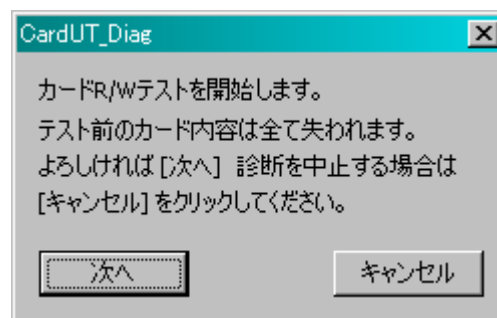 CardUT_Diag
カードR/Wテストを開始します。
テスト前のカード内容は全て失われます。
よろしければ [次へ] 診断を中止する場合は
[キャンセル] をクリックしてください。
次へ
キャンセル